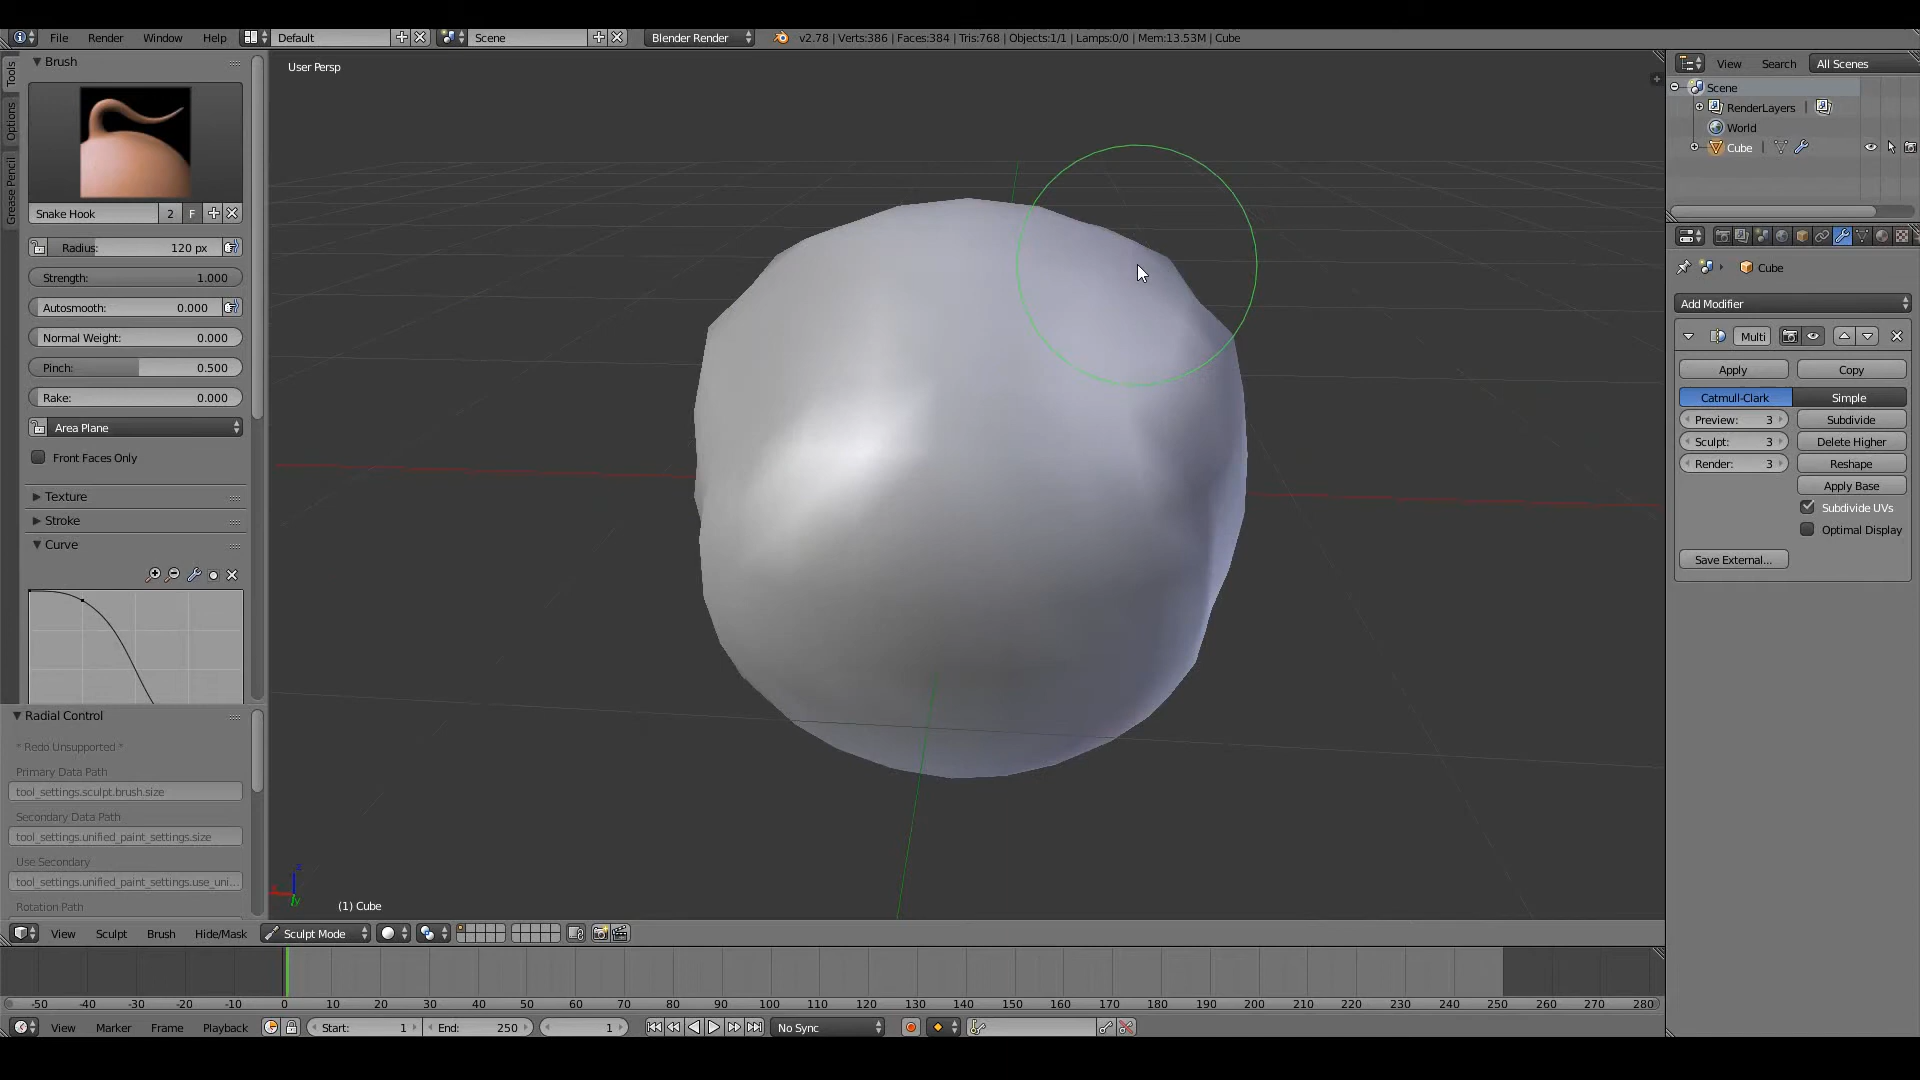 File Render Window Help Default Scene Blender Render v2.78 | Verts:386 | Faces:384 | Tris:768 | Objects:1/1 | Lamps:0/0 | Mem:13.53M | Cube
Tools
Options
Grease Pencil
Brush
Snake Hook 2 F
Radius: 120 px
Strength: 1.000
Autosmooth: 0.000
Normal Weight: 0.000
Pinch: 0.500
Rake: 0.000
Area Plane
Front Faces Only
Texture
Stroke
Curve
Radial Control
* Redo Unsupported *
Primary Data Path
tool_settings.sculpt.brush.size
Secondary Data Path
tool_settings.unified_paint_settings.size
Use Secondary
tool_settings.unified_paint_settings.use_uni...
Rotation Path
User Persp
z
x
y
(1) Cube
View Search All Scenes
Scene
RenderLayers |
World
Cube |
Cube
Add Modifier
Multi
Apply Copy
Catmull-Clark Simple
Preview: 3 Subdivide
Sculpt: 3 Delete Higher
Render: 3 Reshape
Apply Base
Subdivide UVs
Optimal Display
Save External...
View Sculpt Brush Hide/Mask Sculpt Mode
-50 -40 -30 -20 -10 0 10 20 30 40 50 60 70 80 90 100 110 120 130 140 150 160 170 180 190 200 210 220 230 240 250 260 270 280
View Marker Frame Playback Start: 1 End: 250 1 No Sync